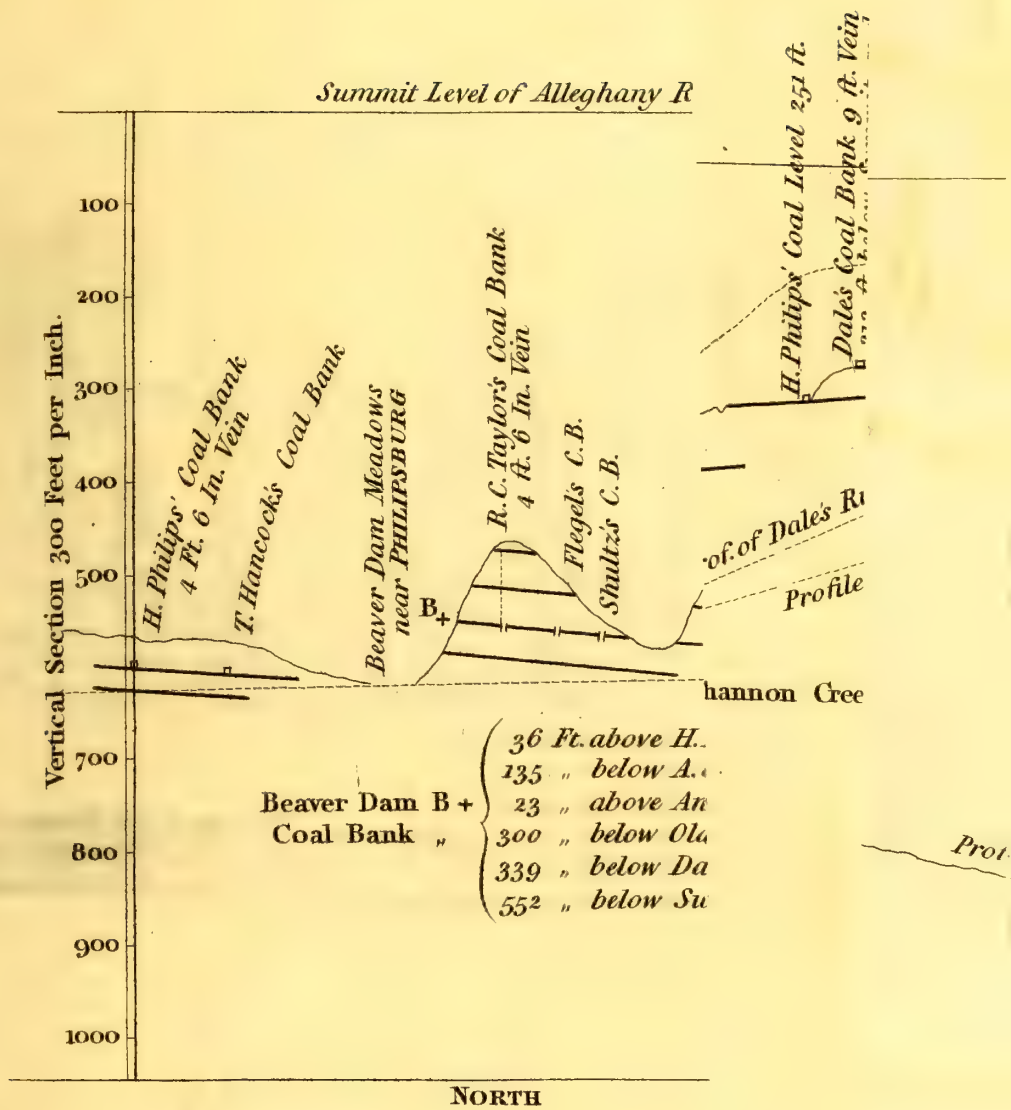 Summit Level of Alleghany R
Vertical Section 300 Feet per Inch.
100
200
300
400
500
700
800
900
1000
H. Philips' Coal Bank
4 Ft. 6 In. Vein
T. Hancock's Coal Bank
Beaver Dam Meadows
near PHILIPSBURG
B+
R.C. Taylor's Coal Bank
4 ft. 6 In. Vein
Flegel's C.B.
Shultz's C.B.
H. Philips' Coal Level 251 ft.
Dale's Coal Bank 9 ft. Vein
of. of Dale's Ru
Profile
hannon Cree
Beaver Dam B +
Coal Bank „
36 Ft. above H.
135 „ below A.
23 „ above An
300 „ below Old
339 „ below Da
552 „ below Su
Prof
NORTH